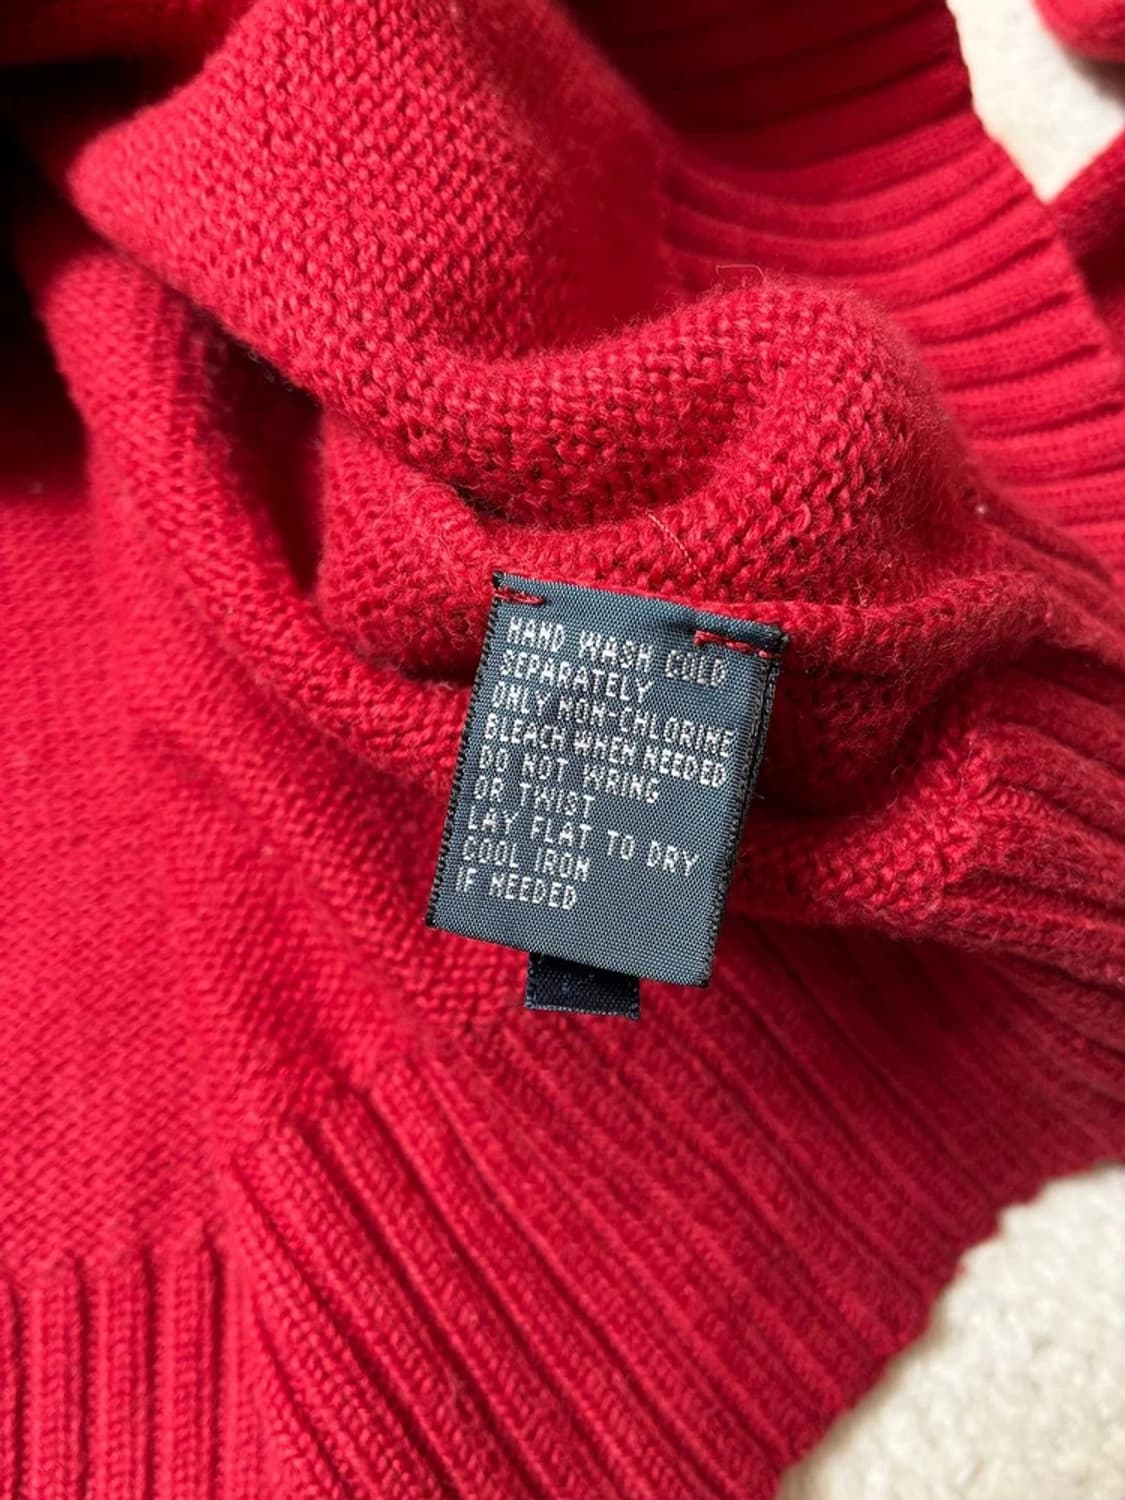 HAND WASH COLD
SEPARATELY
ONLY NON-CHLORINE
BLEACH WHEN NEEDED
DO NOT WRING
OR TWIST
LAY FLAT TO DRY
COOL IRON
IF NEEDED